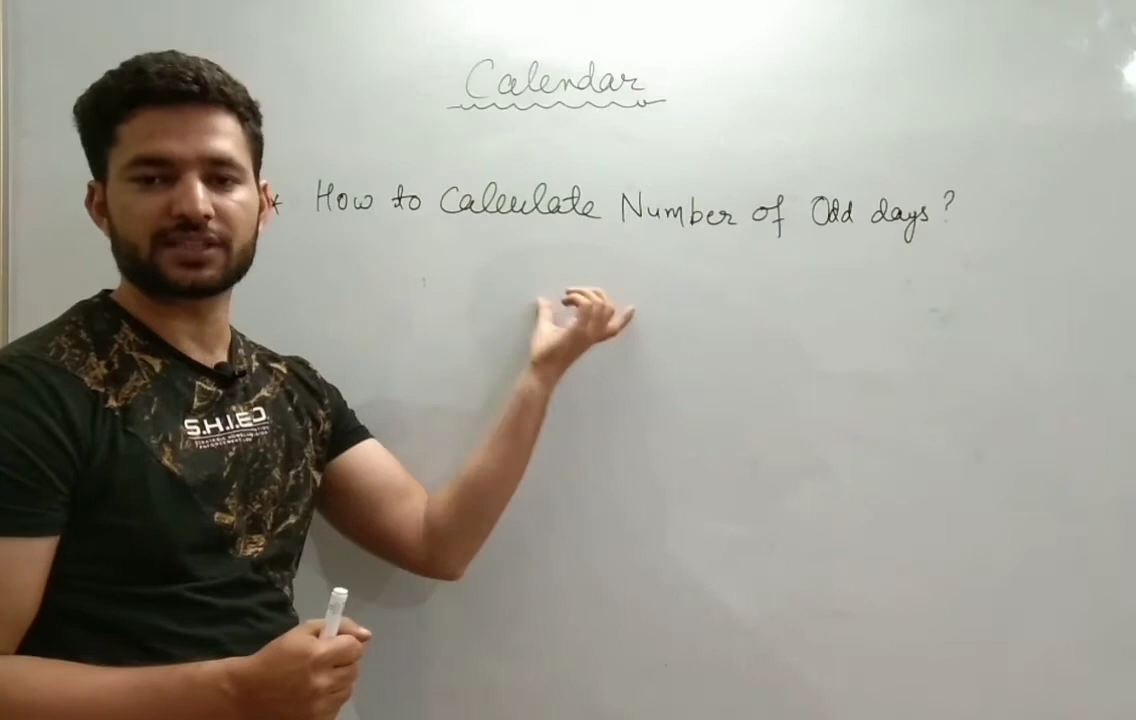 Calendar
* How to Calculate Number of Odd days?
S.H.I.E.D.